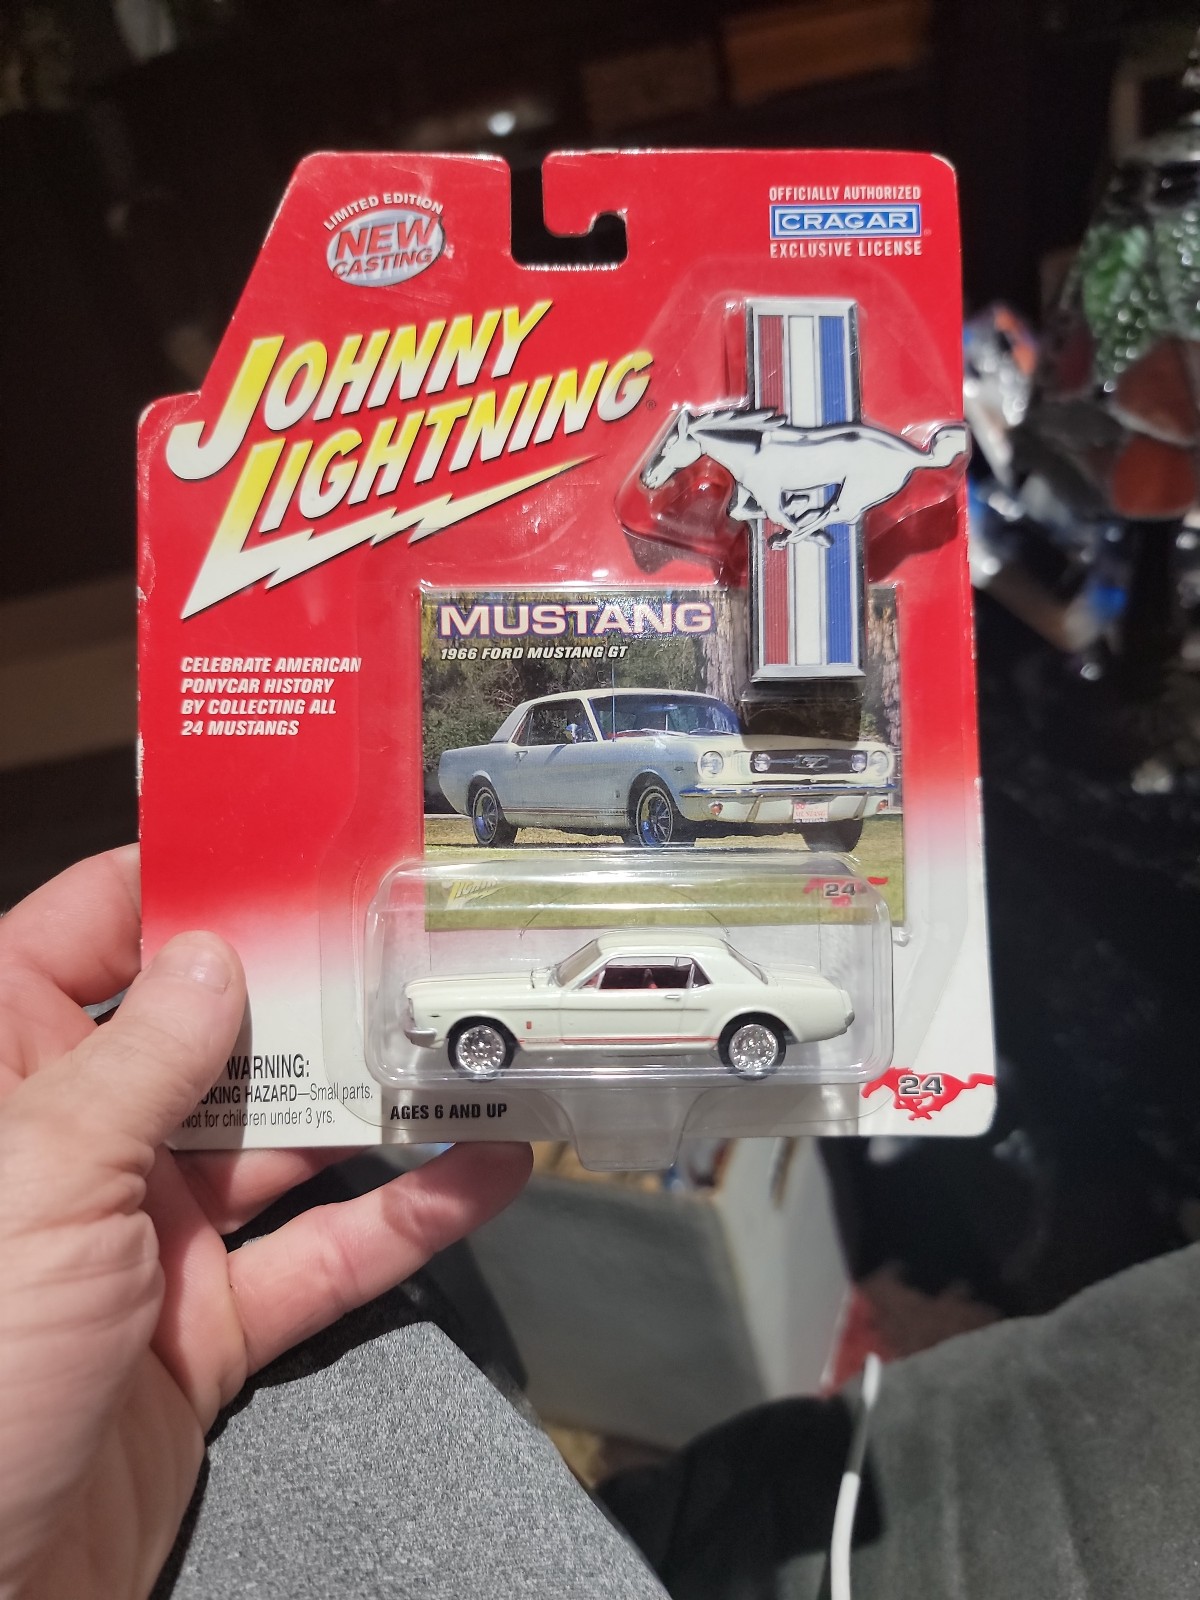 LIMITED EDITION
NEW
CASTING
OFFICIALLY AUTHORIZED
CRAGAR
EXCLUSIVE LICENSE
JOHNNY
LIGHTNING®
MUSTANG
1966 FORD MUSTANG GT
CELEBRATE AMERICAN
PONYCAR HISTORY
BY COLLECTING ALL
24 MUSTANGS
24
WARNING:
OKING HAZARD—Small parts.
Not for children under 3 yrs.
AGES 6 AND UP
24